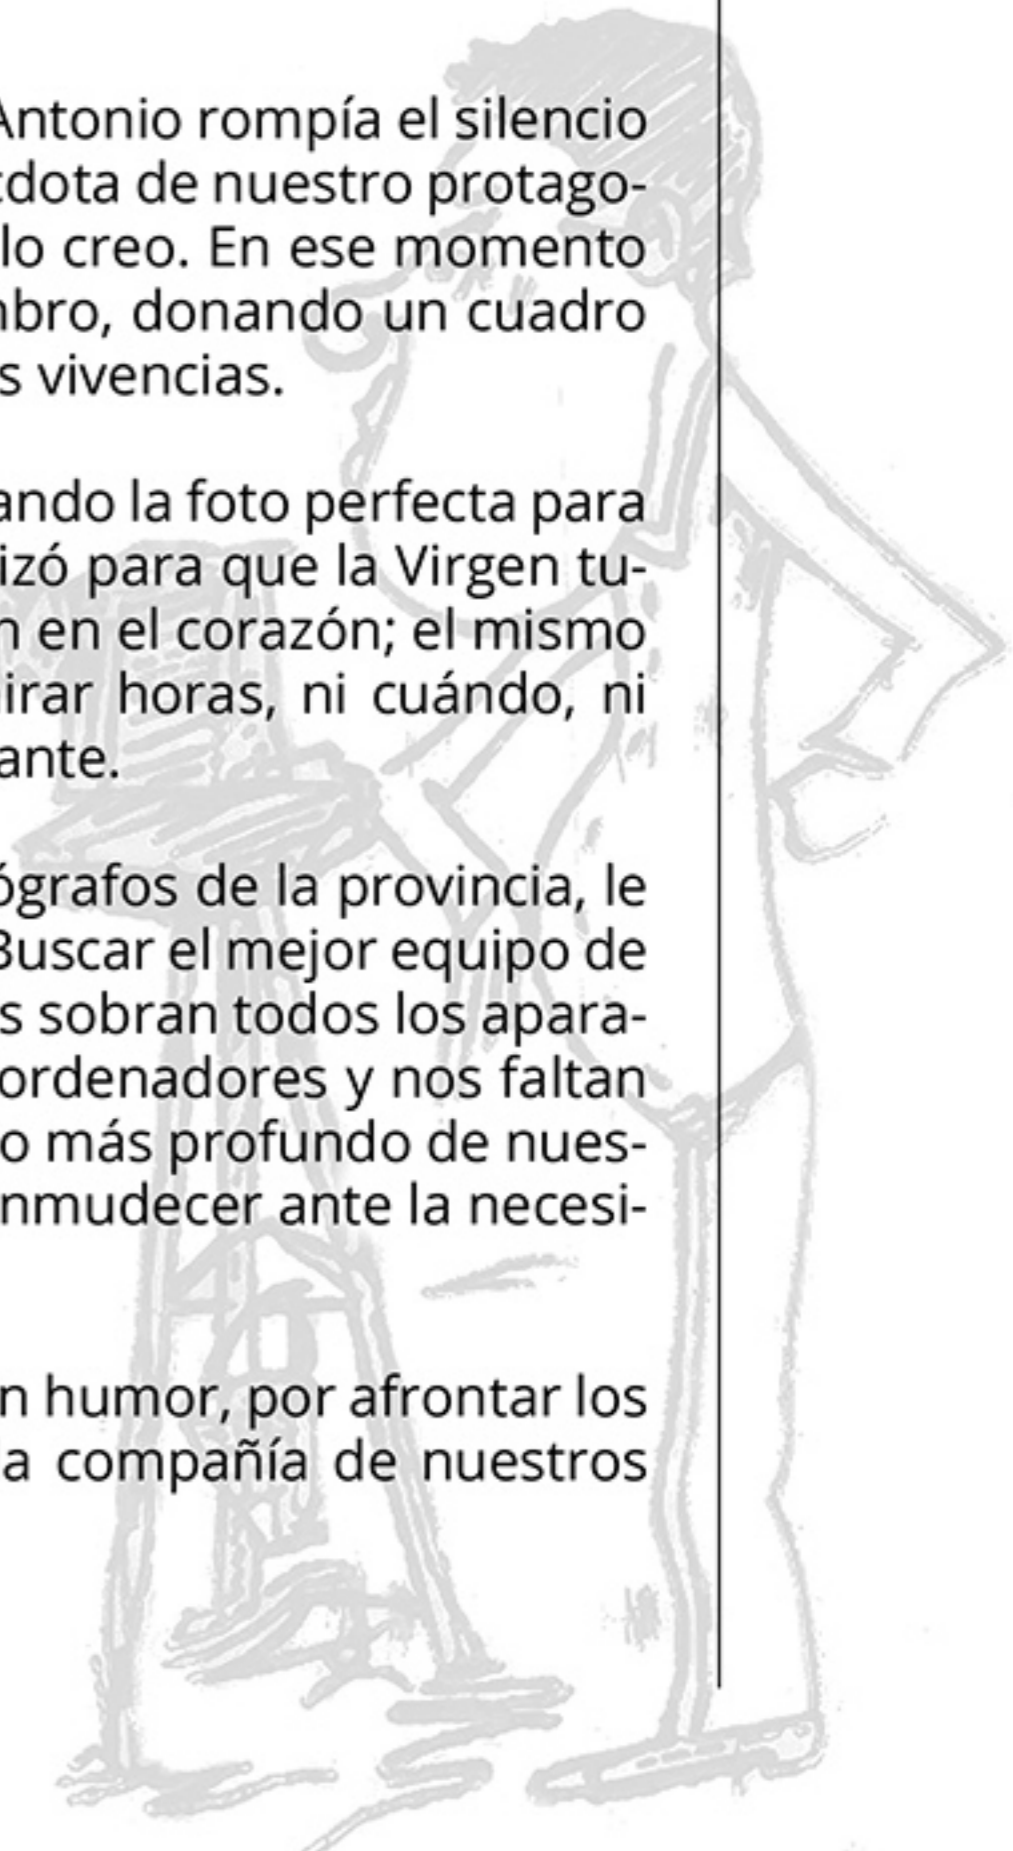 Antonio rompía el silencio
cdota de nuestro protago-
lo creo. En ese momento
mbro, donando un cuadro
s vivencias.
ando la foto perfecta para
izó para que la Virgen tu-
n en el corazón; el mismo
irar horas, ni cuándo, ni
ante.
ógrafos de la provincia, le
Buscar el mejor equipo de
s sobran todos los apara-
ordenadores y nos faltan
o más profundo de nues-
nmudecer ante la necesi-
n humor, por afrontar los
a compañía de nuestros